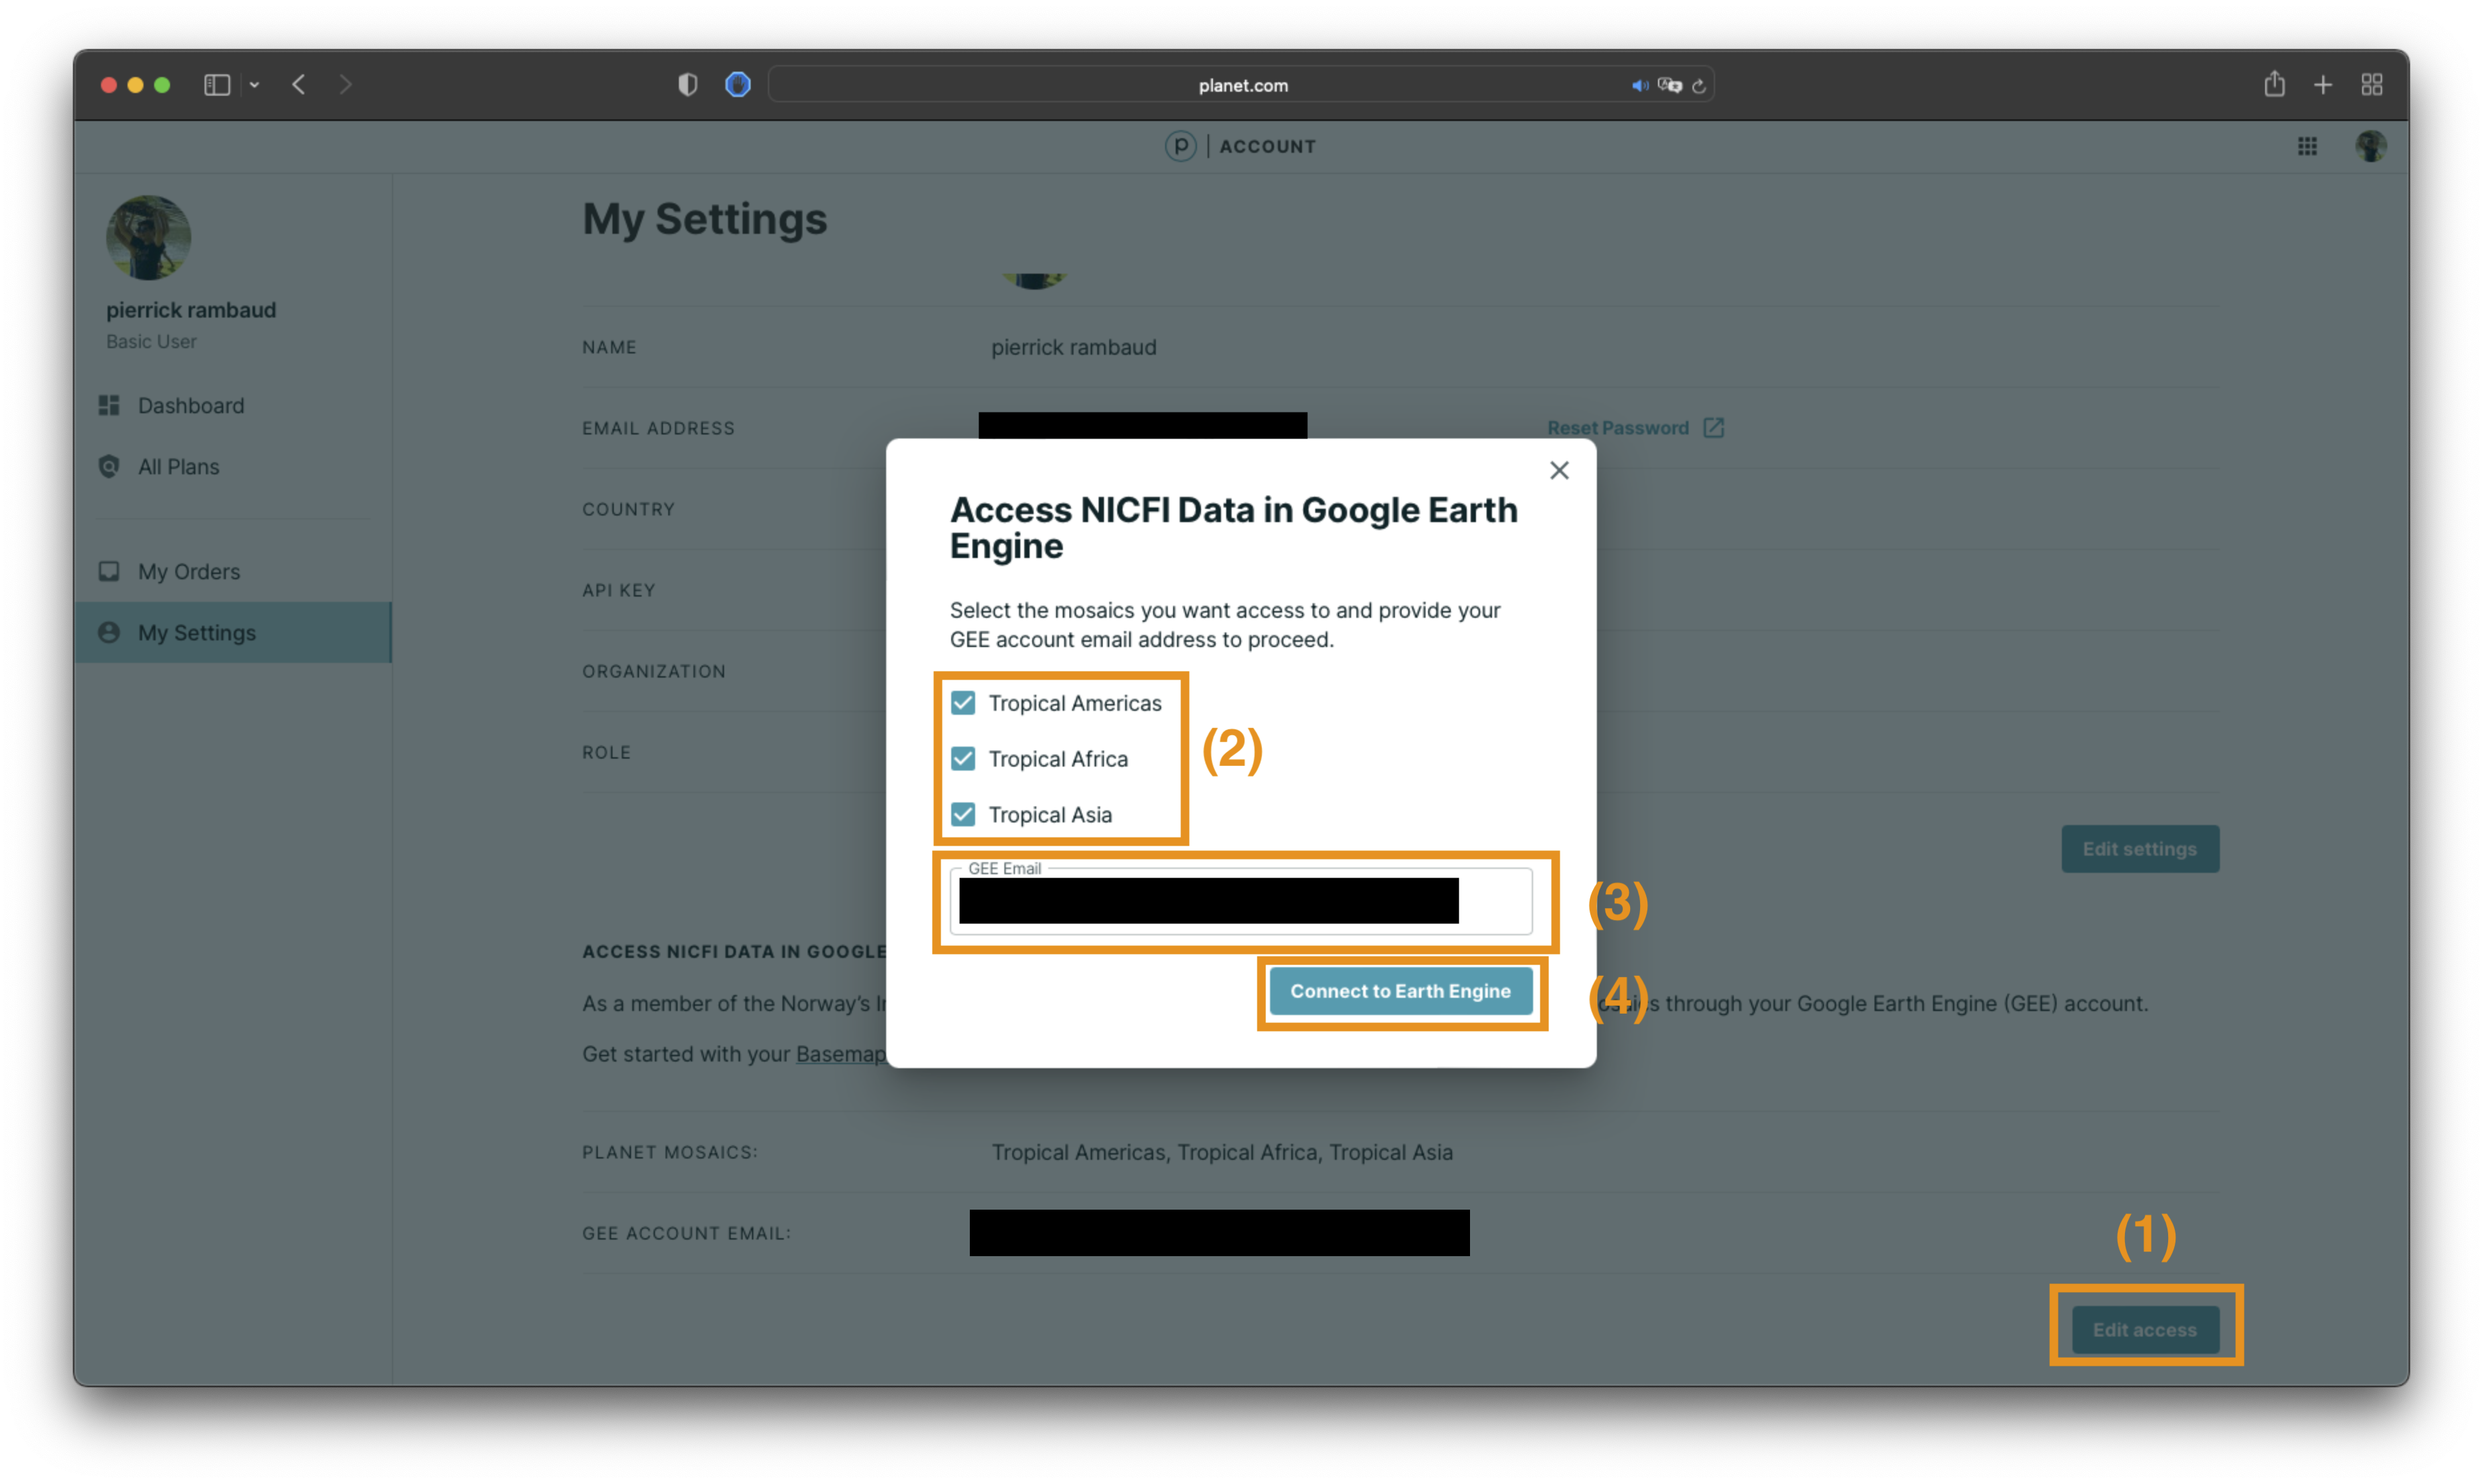 planet.com
p | ACCOUNT
My Settings
pierrick rambaud
Basic User
Dashboard
All Plans
My Orders
My Settings
NAME
pierrick rambaud
EMAIL ADDRESS
Reset Password
COUNTRY
API KEY
ORGANIZATION
ROLE
Edit settings
Access NICFI Data in Google Earth
Engine
Select the mosaics you want access to and provide your
GEE account email address to proceed.
Tropical Americas
Tropical Africa
Tropical Asia
(2)
GEE Email
(3)
Connect to Earth Engine
(4)
ACCESS NICFI DATA IN GOOGLE
As a member of the Norway's through your Google Earth Engine (GEE) account.
Get started with your Basemap
PLANET MOSAICS:
Tropical Americas, Tropical Africa, Tropical Asia
GEE ACCOUNT EMAIL:
(1)
Edit access